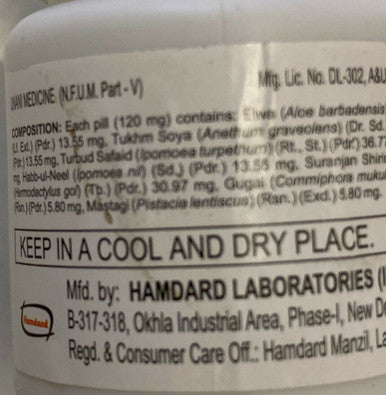 UNANI MEDICINE (N.F.U.M. Part - V)
Mfg. Lic. No. DL-302, A&U
COMPOSITION: Each pill (120 mg) contains: Elwa (Aloe barbadensis)
(Lf. Ext.) (Pdr.) 13.55 mg, Tukhm Soya (Anethum graveolens) (Dr. Sd.)
(Pdr.) 13.55 mg, Turbud Safaid (Ipomoea turpethum) (Rt., St.) (Pdr.) 36.7
mg, Habb-ul-Neel (Ipomoea nil) (Sd.) (Pdr.) 13.55 mg, Suranjan Shiri
(Hermodactylus gol) (Tb.) (Pdr.) 30.97 mg, Gugal (Commiphora mukul
(Rsn.) (Pdr.) 5.80 mg, Mastagi (Pistacia lentiscus) (Rsn.) (Exd.) 5.80 mg.
KEEP IN A COOL AND DRY PLACE.
Mfd. by: HAMDARD LABORATORIES (I
Hamdard
B-317-318, Okhla Industrial Area, Phase-I, New De
Regd. & Consumer Care Off.: Hamdard Manzil, La